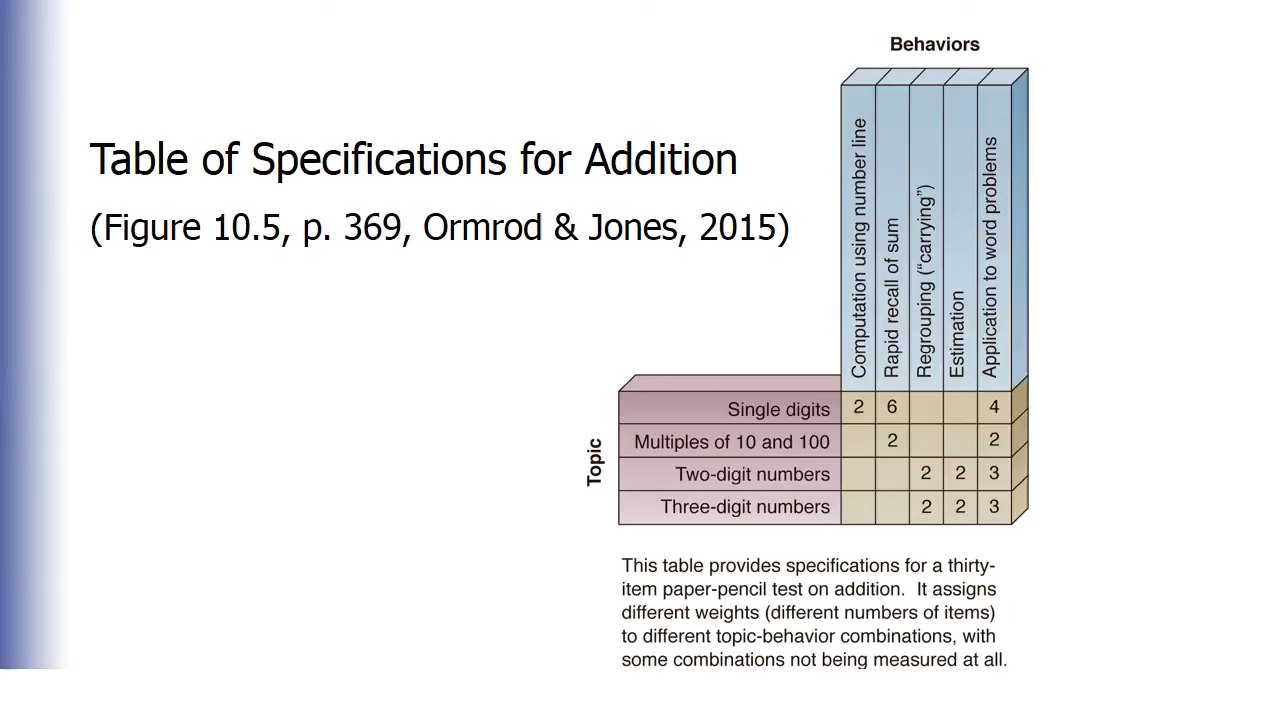 Behaviors
Table of Specifications for Addition
(Figure 10.5, p. 369, Ormrod & Jones, 2015)
Computation using number line
Rapid recall of sum
Regrouping (“carrying”)
Estimation
Application to word problems
Topic
Single digits 2 6 4
Multiples of 10 and 100 2 2
Two-digit numbers 2 2 3
Three-digit numbers 2 2 3
This table provides specifications for a thirty-
item paper-pencil test on addition. It assigns
different weights (different numbers of items)
to different topic-behavior combinations, with
some combinations not being measured at all.